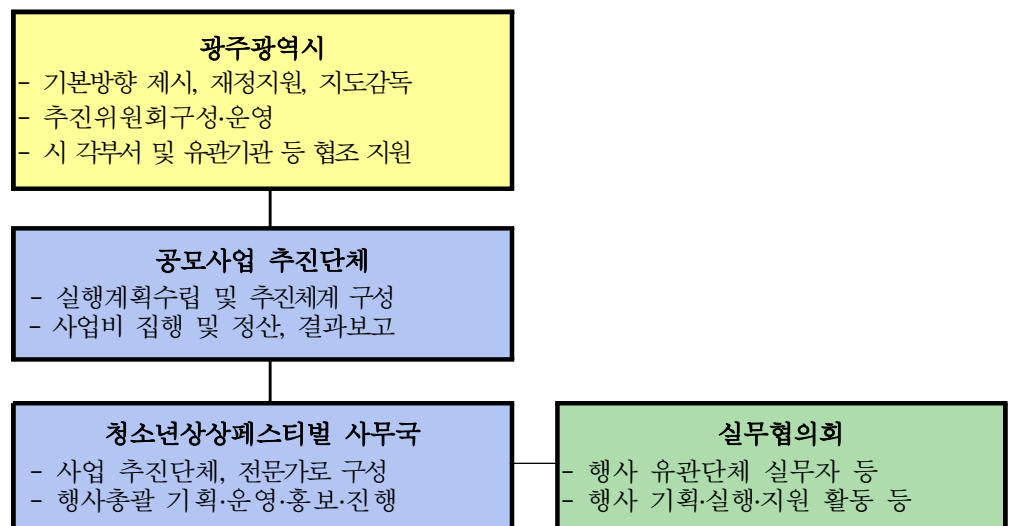 광주광역시
- 기본방향 제시, 재정지원, 지도감독
- 추진위원회구성·운영
- 시 각부서 및 유관기관 등 협조 지원
공모사업 추진단체
- 실행계획수립 및 추진체계 구성
- 사업비 집행 및 정산, 결과보고
청소년상상페스티벌 사무국
- 사업 추진단체, 전문가로 구성
- 행사총괄 기획·운영·홍보·진행
실무협의회
- 행사 유관단체 실무자 등
- 행사 기획·실행·지원 활동 등